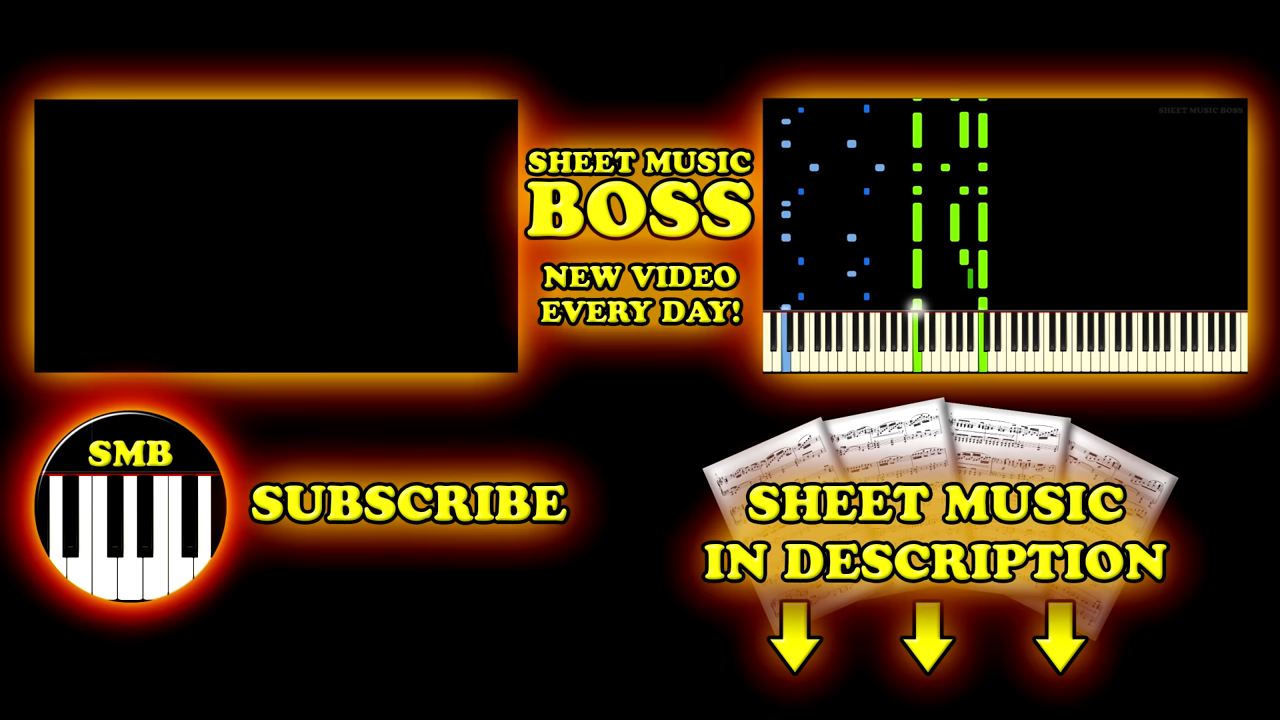 SHEET MUSIC BOSS
SHEET MUSIC
BOSS
NEW VIDEO
EVERY DAY!
SMB
SUBSCRIBE
SHEET MUSIC
IN DESCRIPTION